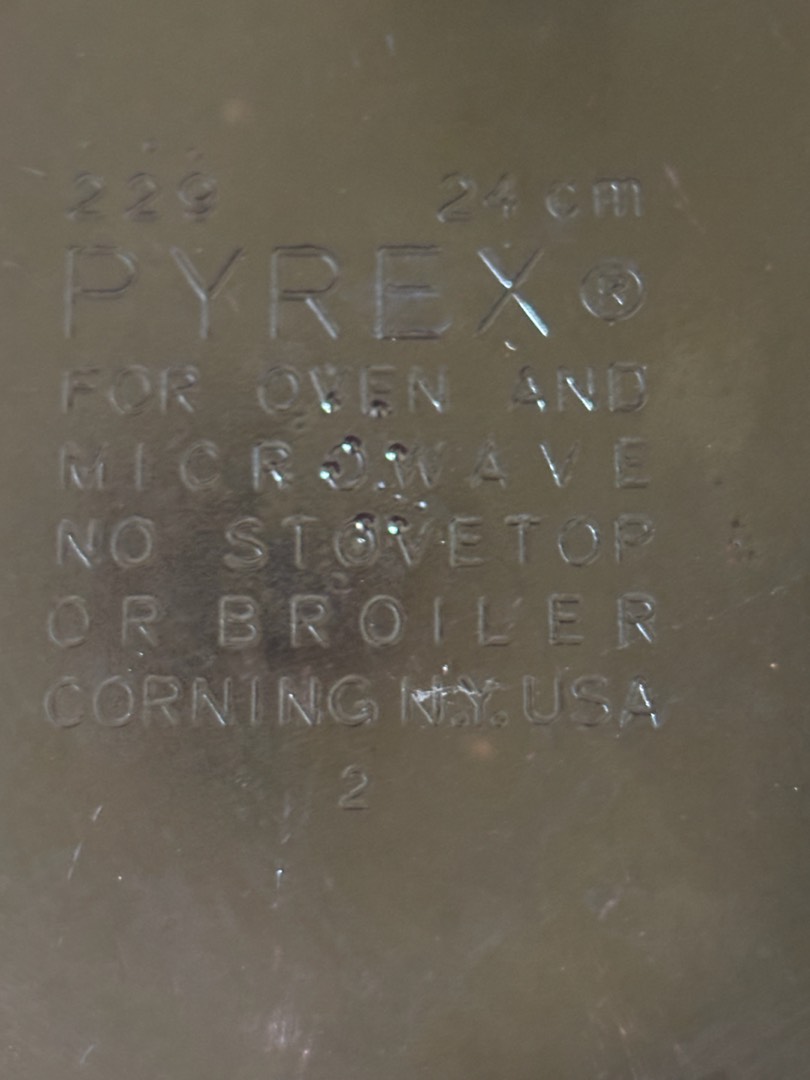 229 24 cm
PYREX®
FOR OVEN AND
MICROWAVE
NO STOVETOP
OR BROILER
CORNING N.Y. USA
2